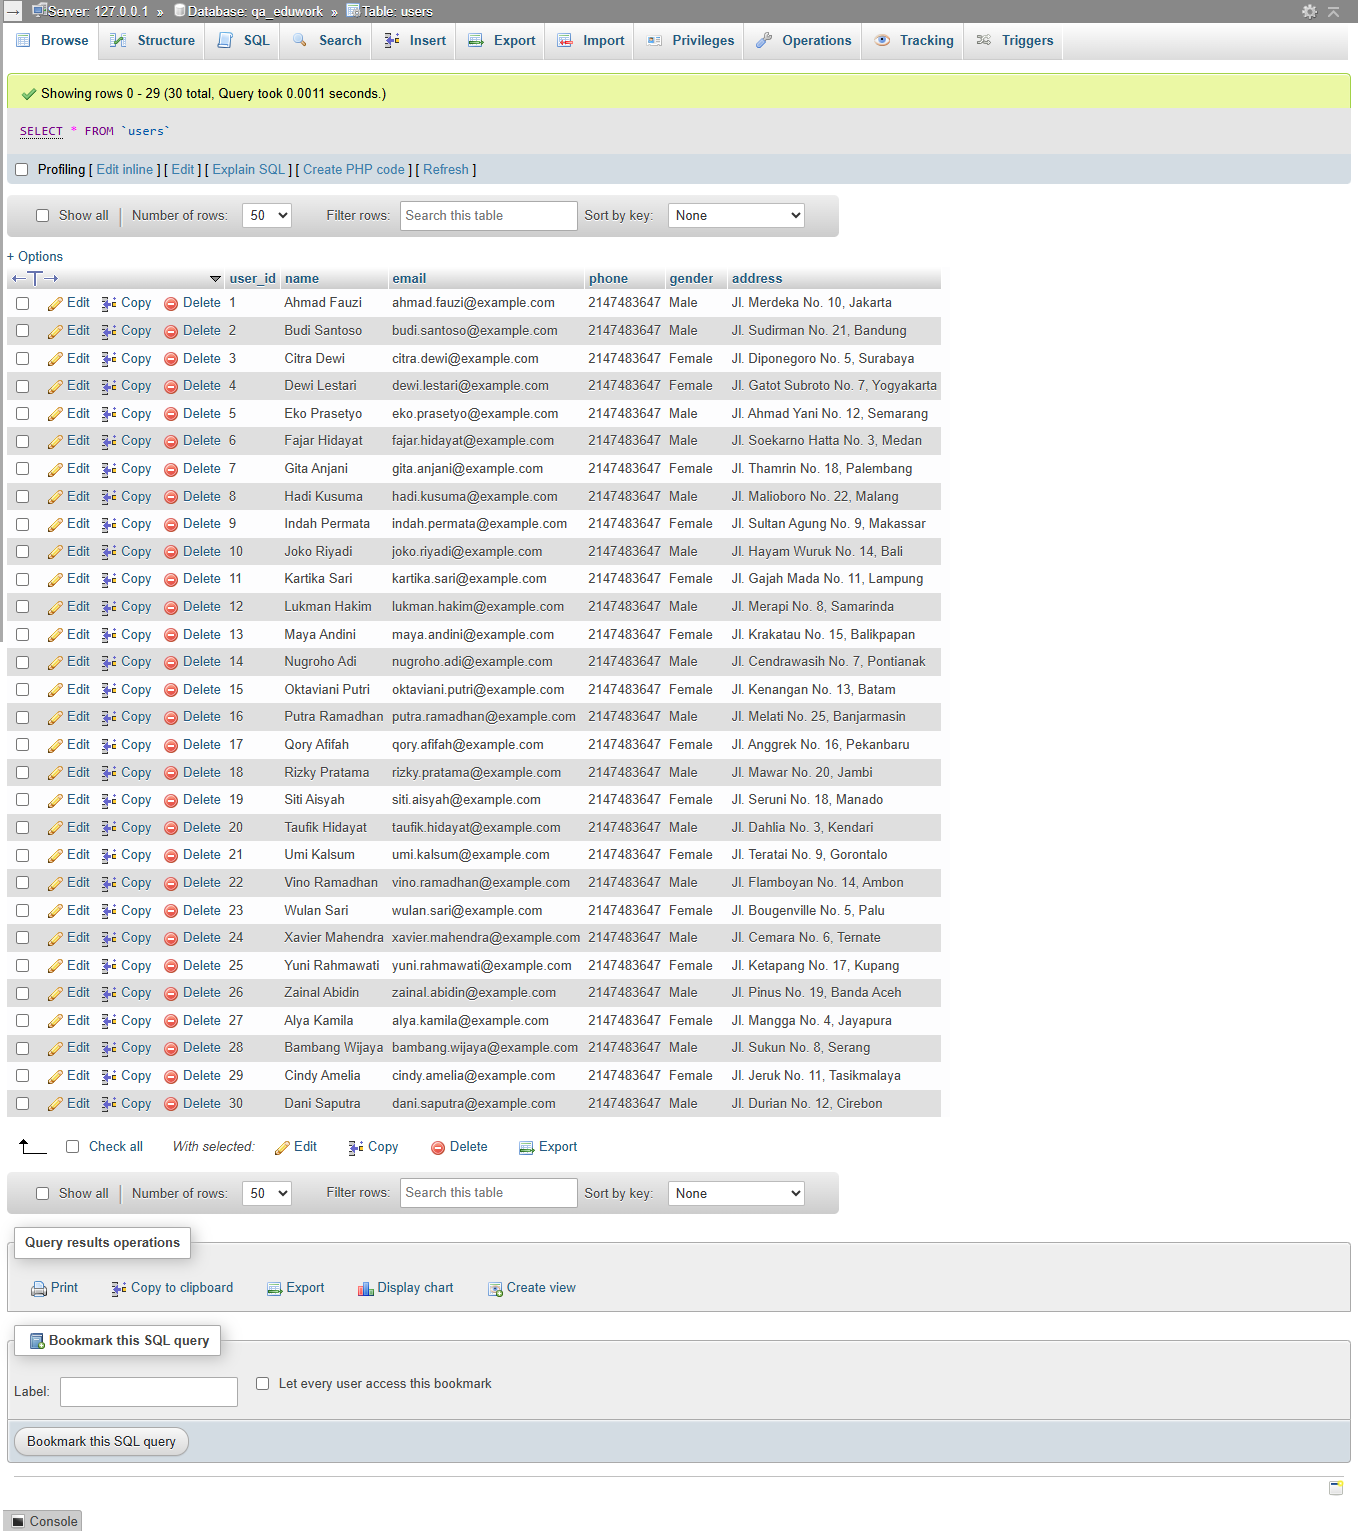 Server: 127.0.0.1 » Database: qa_eduwork » Table: users
Browse Structure SQL Search Insert Export Import Privileges Operations Tracking Triggers
Showing rows 0 - 29 (30 total, Query took 0.0011 seconds.)
SELECT * FROM `users`
Profiling [ Edit inline ] [ Edit ] [ Explain SQL ] [ Create PHP code ] [ Refresh ]
Show all Number of rows: 50 Filter rows: Search this table Sort by key: None
+ Options
←T→ user_id name email phone gender address
Edit Copy Delete 1 Ahmad Fauzi ahmad.fauzi@example.com 2147483647 Male Jl. Merdeka No. 10, Jakarta
Edit Copy Delete 2 Budi Santoso budi.santoso@example.com 2147483647 Male Jl. Sudirman No. 21, Bandung
Edit Copy Delete 3 Citra Dewi citra.dewi@example.com 2147483647 Female Jl. Diponegoro No. 5, Surabaya
Edit Copy Delete 4 Dewi Lestari dewi.lestari@example.com 2147483647 Female Jl. Gatot Subroto No. 7, Yogyakarta
Edit Copy Delete 5 Eko Prasetyo eko.prasetyo@example.com 2147483647 Male Jl. Ahmad Yani No. 12, Semarang
Edit Copy Delete 6 Fajar Hidayat fajar.hidayat@example.com 2147483647 Male Jl. Soekarno Hatta No. 3, Medan
Edit Copy Delete 7 Gita Anjani gita.anjani@example.com 2147483647 Female Jl. Thamrin No. 18, Palembang
Edit Copy Delete 8 Hadi Kusuma hadi.kusuma@example.com 2147483647 Male Jl. Malioboro No. 22, Malang
Edit Copy Delete 9 Indah Permata indah.permata@example.com 2147483647 Female Jl. Sultan Agung No. 9, Makassar
Edit Copy Delete 10 Joko Riyadi joko.riyadi@example.com 2147483647 Male Jl. Hayam Wuruk No. 14, Bali
Edit Copy Delete 11 Kartika Sari kartika.sari@example.com 2147483647 Female Jl. Gajah Mada No. 11, Lampung
Edit Copy Delete 12 Lukman Hakim lukman.hakim@example.com 2147483647 Male Jl. Merapi No. 8, Samarinda
Edit Copy Delete 13 Maya Andini maya.andini@example.com 2147483647 Female Jl. Krakatau No. 15, Balikpapan
Edit Copy Delete 14 Nugroho Adi nugroho.adi@example.com 2147483647 Male Jl. Cendrawasih No. 7, Pontianak
Edit Copy Delete 15 Oktaviani Putri oktaviani.putri@example.com 2147483647 Female Jl. Kenangan No. 13, Batam
Edit Copy Delete 16 Putra Ramadhan putra.ramadhan@example.com 2147483647 Male Jl. Melati No. 25, Banjarmasin
Edit Copy Delete 17 Qory Afifah qory.afifah@example.com 2147483647 Female Jl. Anggrek No. 16, Pekanbaru
Edit Copy Delete 18 Rizky Pratama rizky.pratama@example.com 2147483647 Male Jl. Mawar No. 20, Jambi
Edit Copy Delete 19 Siti Aisyah siti.aisyah@example.com 2147483647 Female Jl. Seruni No. 18, Manado
Edit Copy Delete 20 Taufik Hidayat taufik.hidayat@example.com 2147483647 Male Jl. Dahlia No. 3, Kendari
Edit Copy Delete 21 Umi Kalsum umi.kalsum@example.com 2147483647 Female Jl. Teratai No. 9, Gorontalo
Edit Copy Delete 22 Vino Ramadhan vino.ramadhan@example.com 2147483647 Male Jl. Flamboyan No. 14, Ambon
Edit Copy Delete 23 Wulan Sari wulan.sari@example.com 2147483647 Female Jl. Bougenville No. 5, Palu
Edit Copy Delete 24 Xavier Mahendra xavier.mahendra@example.com 2147483647 Male Jl. Cemara No. 6, Ternate
Edit Copy Delete 25 Yuni Rahmawati yuni.rahmawati@example.com 2147483647 Female Jl. Ketapang No. 17, Kupang
Edit Copy Delete 26 Zainal Abidin zainal.abidin@example.com 2147483647 Male Jl. Pinus No. 19, Banda Aceh
Edit Copy Delete 27 Alya Kamila alya.kamila@example.com 2147483647 Female Jl. Mangga No. 4, Jayapura
Edit Copy Delete 28 Bambang Wijaya bambang.wijaya@example.com 2147483647 Male Jl. Sukun No. 8, Serang
Edit Copy Delete 29 Cindy Amelia cindy.amelia@example.com 2147483647 Female Jl. Jeruk No. 11, Tasikmalaya
Edit Copy Delete 30 Dani Saputra dani.saputra@example.com 2147483647 Male Jl. Durian No. 12, Cirebon
Check all With selected: Edit Copy Delete Export
Show all Number of rows: 50 Filter rows: Search this table Sort by key: None
Query results operations
Print Copy to clipboard Export Display chart Create view
Bookmark this SQL query
Label: Let every user access this bookmark
Bookmark this SQL query
Console